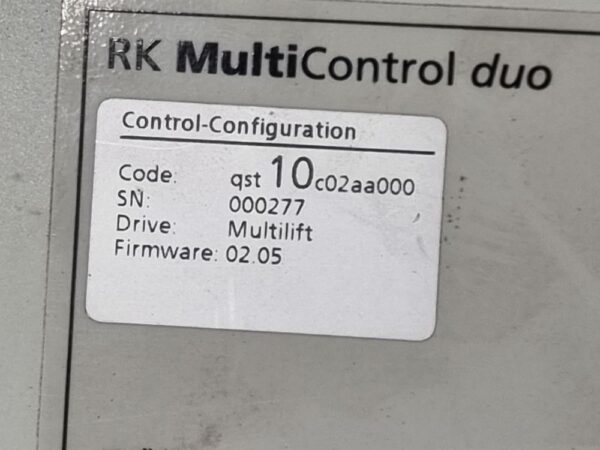 RK MultiControl duo
Control-Configuration
Code: qst 10c02aa000
SN: 000277
Drive: Multilift
Firmware: 02.05